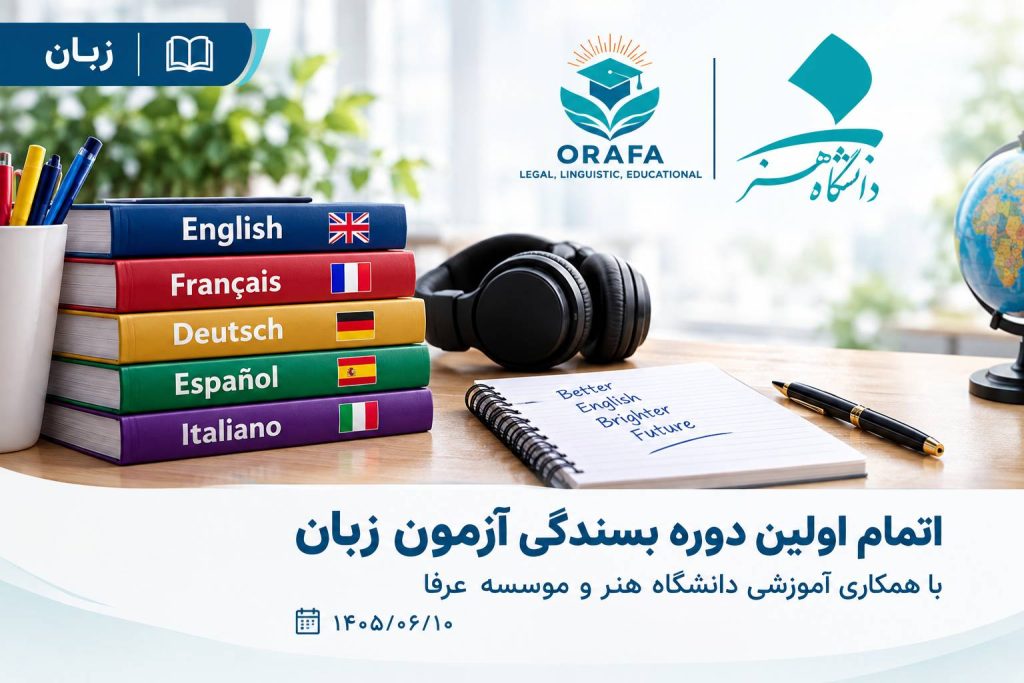 زبان
ORAFA
LEGAL, LINGUISTIC, EDUCATIONAL
دانشگاه هنر
English
Français
Deutsch
Español
Italiano
Better
English
Brighter
Future
اتمام اولین دوره بسندگی آزمون زبان
با همکاری آموزشی دانشگاه هنر و موسسه عرفا
۱۴۰۵/۰۶/۱۰